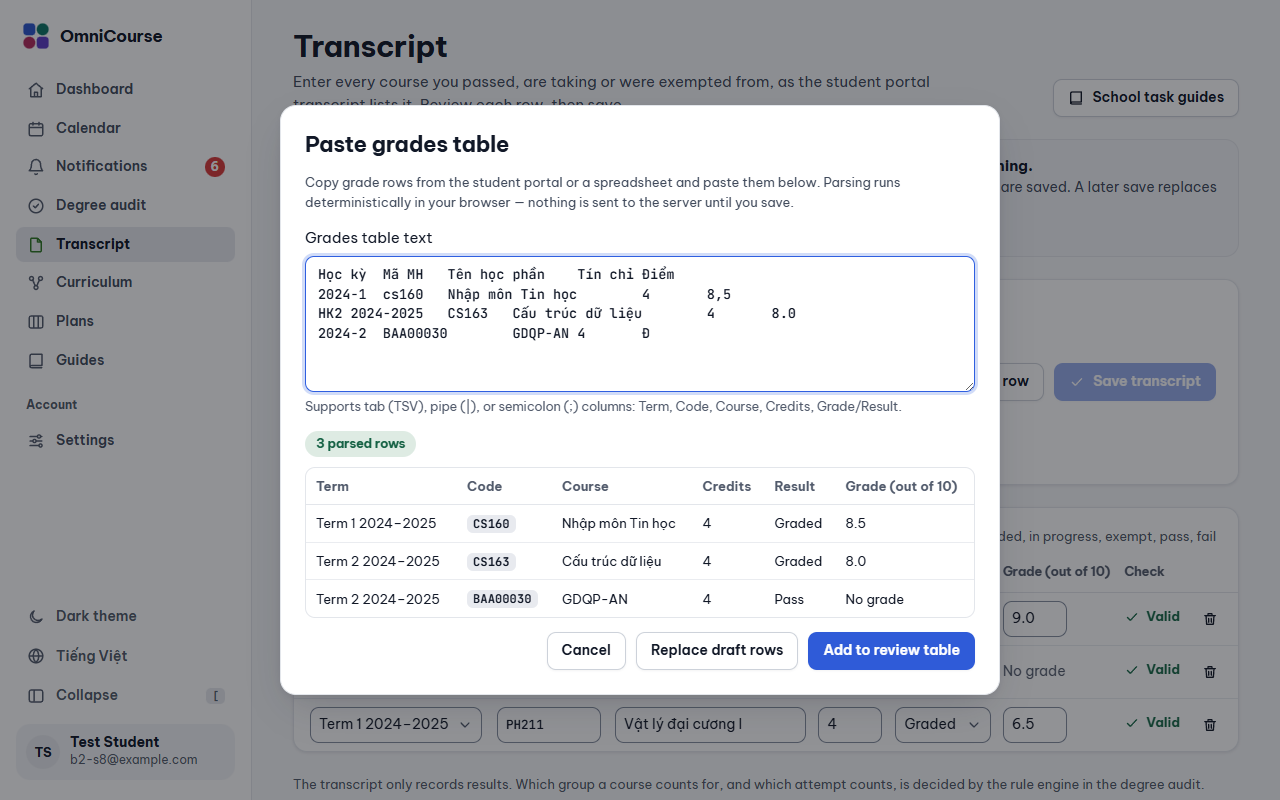 OmniCourse
Dashboard
Calendar
Notifications 6
Degree audit
Transcript
Curriculum
Plans
Guides
Account
Settings
Dark theme
Tiếng Việt
Collapse [
TS
Test Student
b2-s8@example.com
Transcript
Enter every course you passed, are taking or were exempted from, as the student portal
transcript lists it. Review each row, then save.
School task guides
Paste grades table
Copy grade rows from the student portal or a spreadsheet and paste them below. Parsing runs
deterministically in your browser — nothing is sent to the server until you save.
Grades table text
Học kỳ Mã MH Tên học phần Tín chỉ Điểm
2024-1 cs160 Nhập môn Tin học 4 8,5
HK2 2024-2025 CS163 Cấu trúc dữ liệu 4 8.0
2024-2 BAA00030 GDQP-AN 4 Đ
Supports tab (TSV), pipe (|), or semicolon (;) columns: Term, Code, Course, Credits, Grade/Result.
3 parsed rows
Term Code Course Credits Result Grade (out of 10)
Term 1 2024–2025 CS160 Nhập môn Tin học 4 Graded 8.5
Term 2 2024–2025 CS163 Cấu trúc dữ liệu 4 Graded 8.0
Term 2 2024–2025 BAA00030 GDQP-AN 4 Pass No grade
Cancel Replace draft rows Add to review table
are saved. A later save replaces
row Save transcript
in progress, exempt, pass, fail
Grade (out of 10) Check
9.0 Valid
No grade Valid
Term 1 2024–2025 PH211 Vật lý đại cương I 4 Graded 6.5 Valid
The transcript only records results. Which group a course counts for, and which attempt counts, is decided by the rule engine in the degree audit.